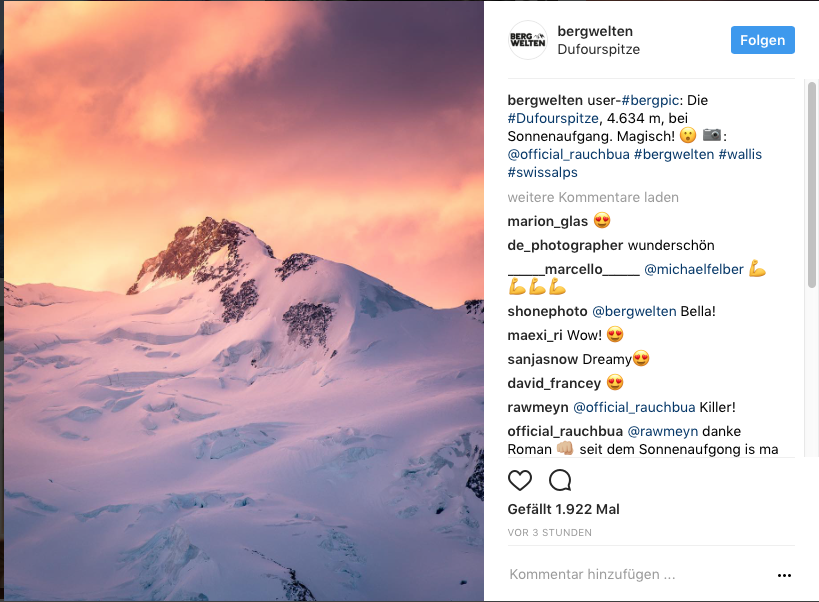 BERG
WELTEN
bergwelten
Dufourspitze
Folgen
bergwelten user-#bergpic: Die
#Dufourspitze, 4.634 m, bei
Sonnenaufgang. Magisch! 😮 📷:
@official_rauchbua #bergwelten #wallis
#swissalps
weitere Kommentare laden
marion_glas 😍
de_photographer wunderschön
______marcello______ @michaelfelber 💪
💪💪💪
shonephoto @bergwelten Bella!
maexi_ri Wow! 😍
sanjasnow Dreamy😍
david_francey 😍
rawmeyn @official_rauchbua Killer!
official_rauchbua @rawmeyn danke
Roman 👊🏼 seit dem Sonnenaufgong is ma
Gefällt 1.922 Mal
VOR 3 STUNDEN
Kommentar hinzufügen ...